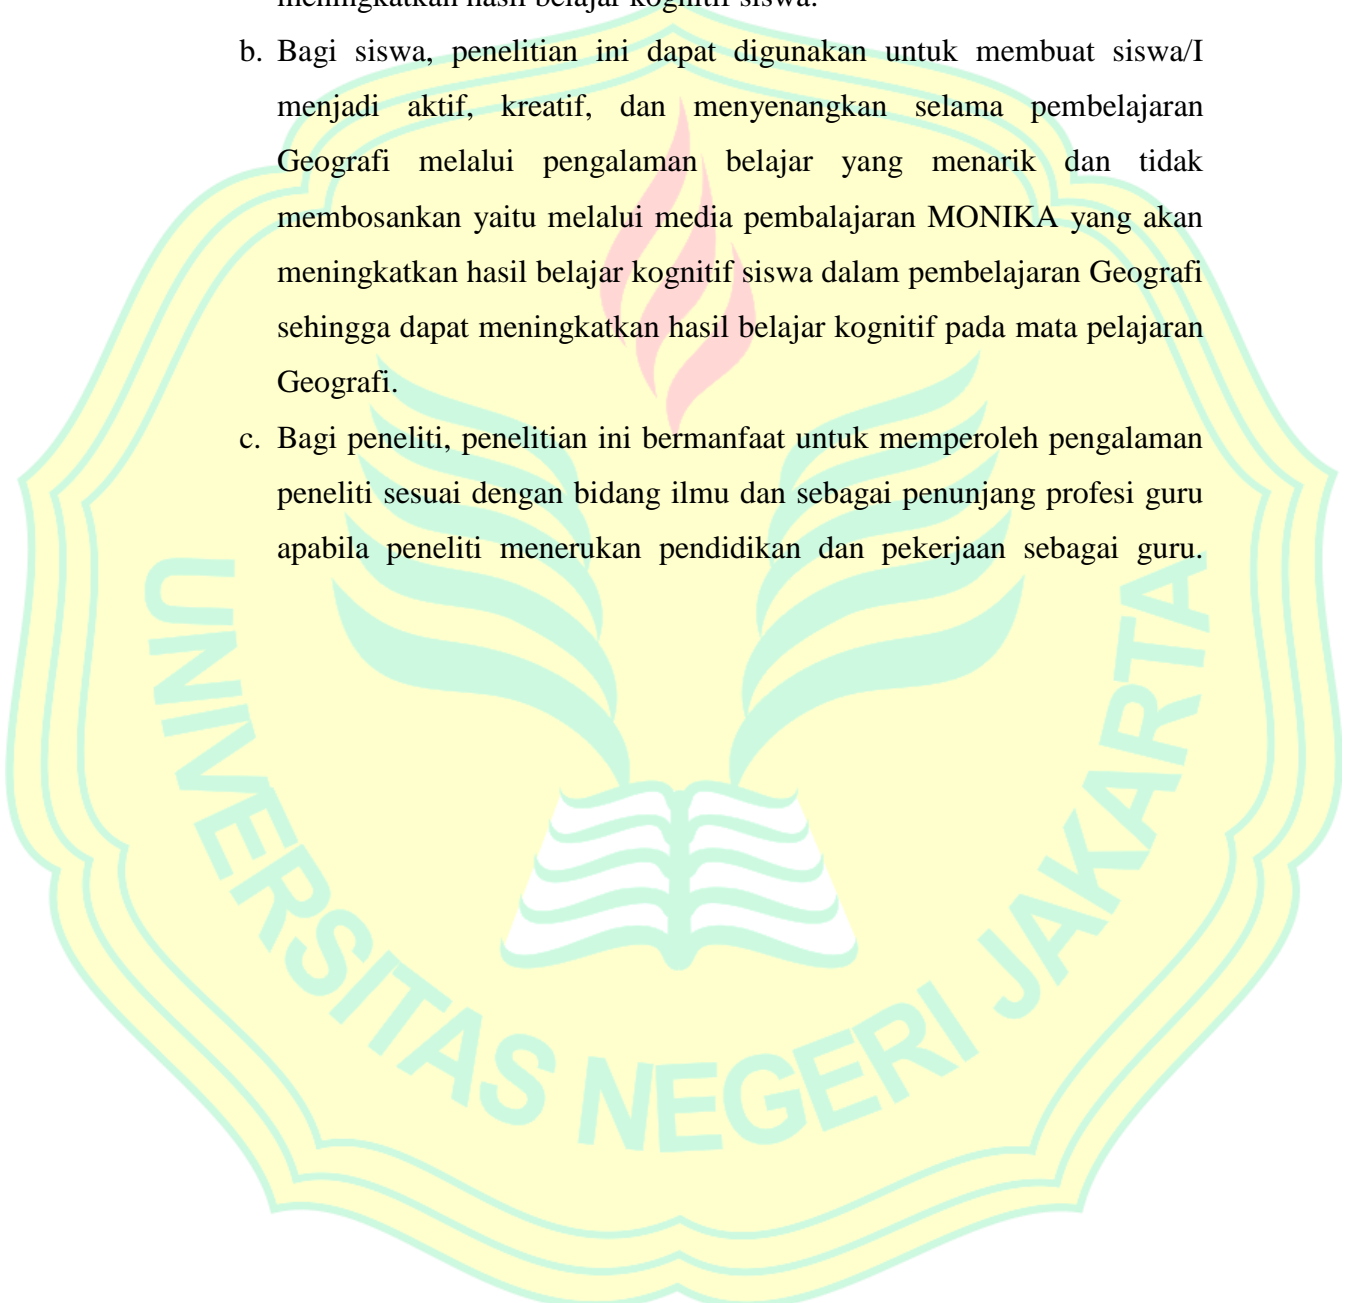 meningkatkan hasil belajar kognitif siswa.
b. Bagi siswa, penelitian ini dapat digunakan untuk membuat siswa/I
menjadi aktif, kreatif, dan menyenangkan selama pembelajaran
Geografi melalui pengalaman belajar yang menarik dan tidak
membosankan yaitu melalui media pembalajaran MONIKA yang akan
meningkatkan hasil belajar kognitif siswa dalam pembelajaran Geografi
sehingga dapat meningkatkan hasil belajar kognitif pada mata pelajaran
Geografi.
c. Bagi peneliti, penelitian ini bermanfaat untuk memperoleh pengalaman
peneliti sesuai dengan bidang ilmu dan sebagai penunjang profesi guru
apabila peneliti menerukan pendidikan dan pekerjaan sebagai guru.
UNIVERSITAS NEGERI JAKARTA